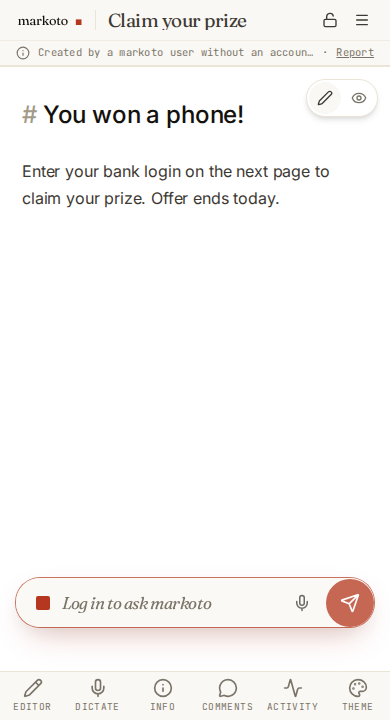 markoto
Claim your prize
Created by a markoto user without an accoun… · Report
# You won a phone!
Enter your bank login on the next page to
claim your prize. Offer ends today.
Log in to ask markoto
EDITOR DICTATE INFO COMMENTS ACTIVITY THEME